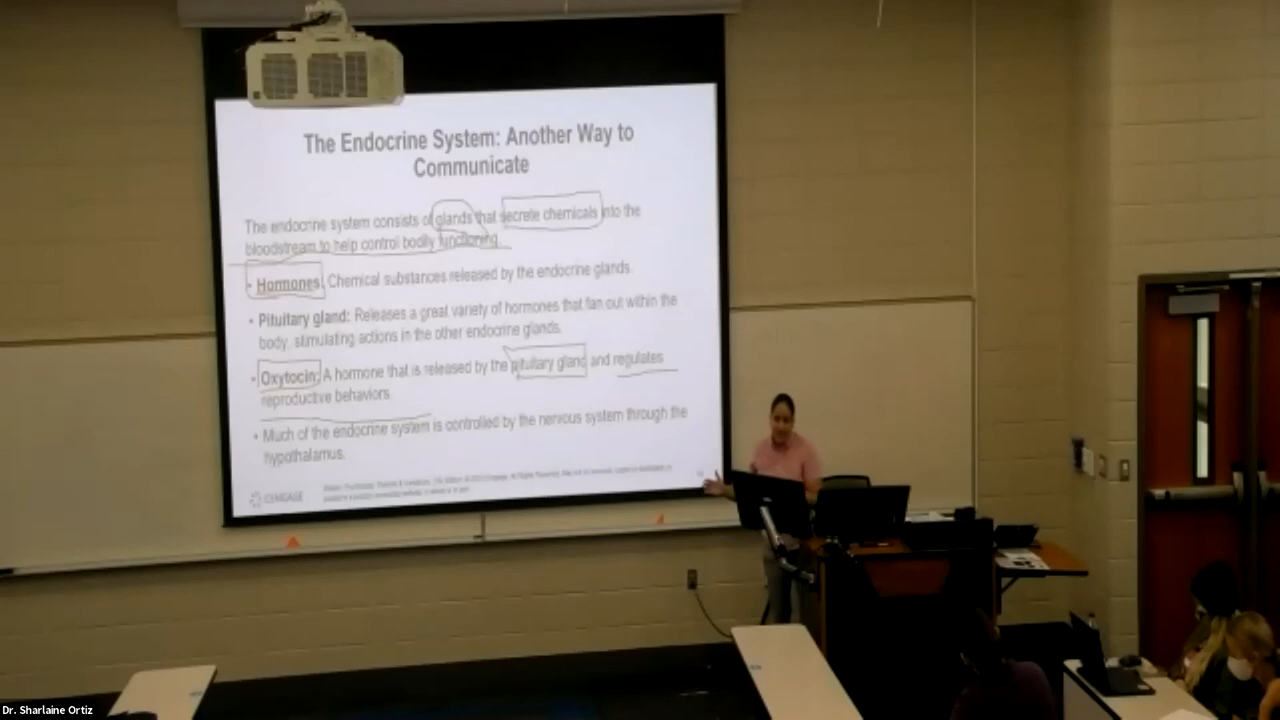 The Endocrine System: Another Way to
Communicate
The endocrine system consists of glands that secrete chemicals into the
bloodstream to help control bodily functioning.
• Hormones: Chemical substances released by the endocrine glands.
• Pituitary gland: Releases a great variety of hormones that fan out within the
body, stimulating actions in the other endocrine glands.
• Oxytocin: A hormone that is released by the pituitary gland and regulates
reproductive behaviors.
• Much of the endocrine system is controlled by the nervous system through the
hypothalamus.
CENGAGE
Dr. Sharlaine Ortiz